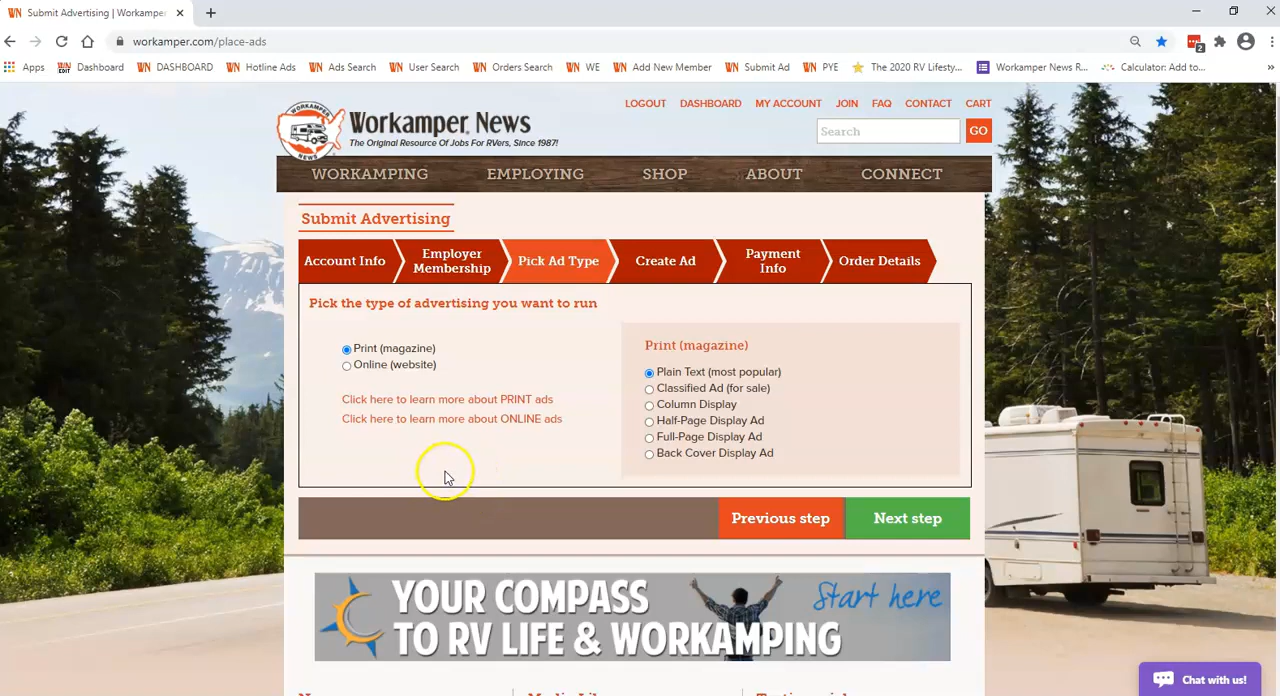 Submit Advertising | Workamper
workamper.com/place-ads
2
Apps Dashboard DASHBOARD Hotline Ads Ads Search User Search Orders Search WE Add New Member Submit Ad PYE The 2020 RV Lifesty... Workamper News R... Calculator: Add to... »
LOGOUT DASHBOARD MY ACCOUNT JOIN FAQ CONTACT CART
WORKAMPER
NEWS
Workamper News
The Original Resource Of Jobs For RVers, Since 1987!
Search GO
WORKAMPING EMPLOYING SHOP ABOUT CONNECT
Submit Advertising
Account Info
Employer
Membership
Pick Ad Type
Create Ad
Payment
Info
Order Details
Pick the type of advertising you want to run
Print (magazine)
Online (website)
Click here to learn more about PRINT ads
Click here to learn more about ONLINE ads
Print (magazine)
Plain Text (most popular)
Classified Ad (for sale)
Column Display
Half-Page Display Ad
Full-Page Display Ad
Back Cover Display Ad
Previous step Next step
YOUR COMPASS
TO RV LIFE & WORKAMPING
Start here
Chat with us!